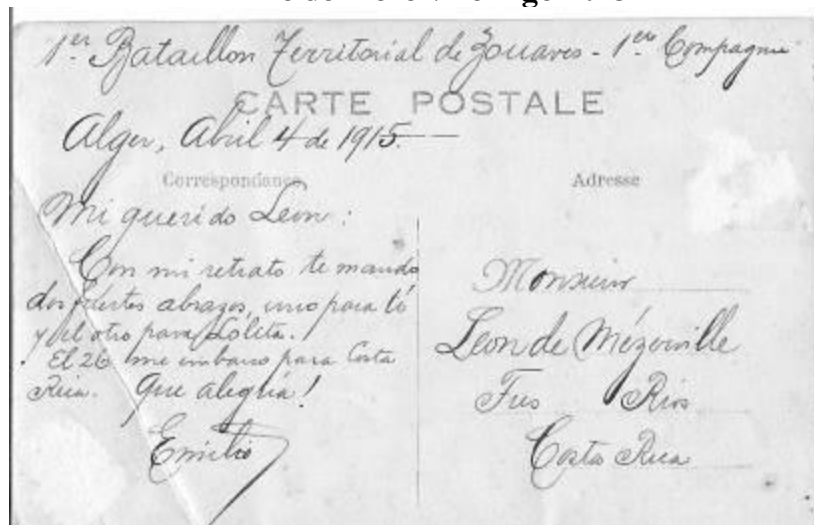 1er Bataillon Territorial de Zouaves - 1ere Compagnie
CARTE POSTALE
Alger, Abril 4 de 1915.
Correspondance
Adresse
Mi querido Leon:
Con mi retrato te mando
dos fuertes abrazos, uno para tí
y el otro para Lolita.
El 26 me embarco para Costa
Rica. Que alegria!
Emilio
Monsieur
Leon de Mézerville
Tres Rios
Costa Rica